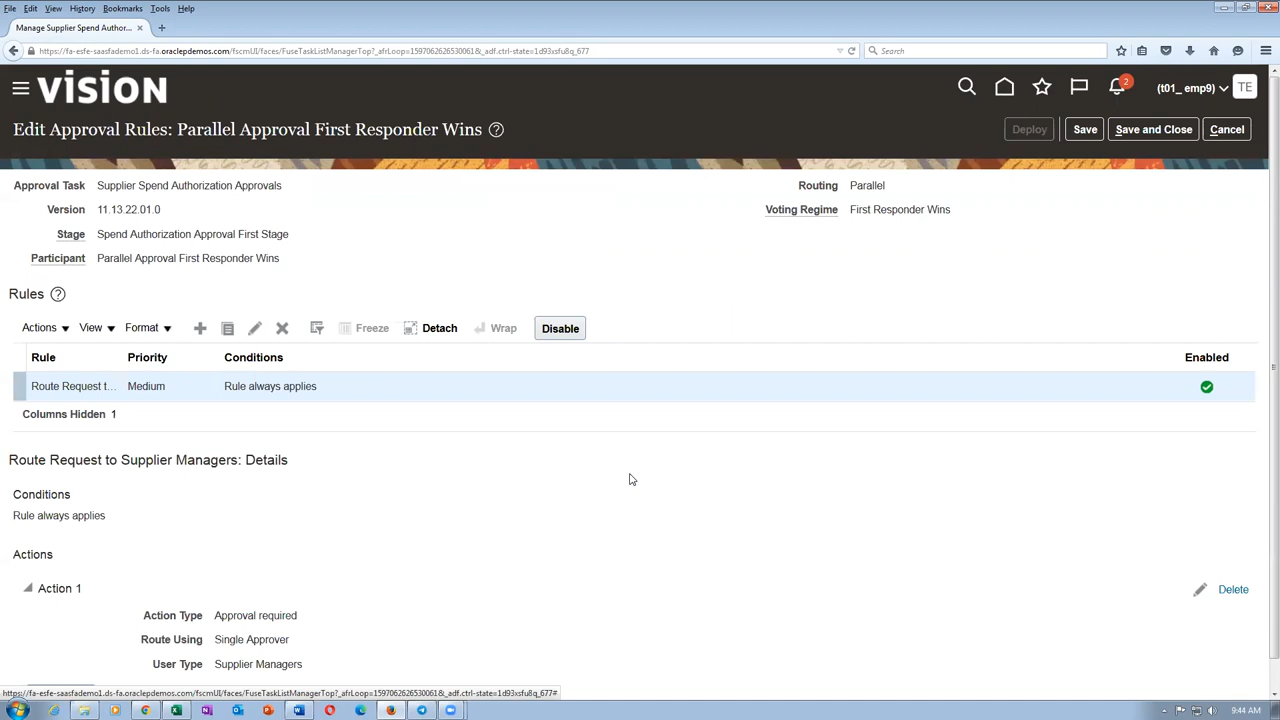 File Edit View History Bookmarks Tools Help
Manage Supplier Spend Author... × +
https://fa-esfe-saasfademo1.ds-fa.oraclepdemos.com/fscmUI/faces/FuseTaskListManagerTop?_afrLoop=1597062626530061&_adf.ctrl-state=1d93xsfu8q_677 Search
VISION 2 (t01_ emp9) TE
Edit Approval Rules: Parallel Approval First Responder Wins ? Deploy Save Save and Close Cancel
Approval Task Supplier Spend Authorization Approvals Routing Parallel
Version 11.13.22.01.0 Voting Regime First Responder Wins
Stage Spend Authorization Approval First Stage
Participant Parallel Approval First Responder Wins
Rules ?
Actions View Format Freeze Detach Wrap Disable
Rule Priority Conditions Enabled
Route Request t... Medium Rule always applies
Columns Hidden 1
Route Request to Supplier Managers: Details
Conditions
Rule always applies
Actions
Action 1 Delete
Action Type Approval required
Route Using Single Approver
User Type Supplier Managers
https://fa-esfe-saasfademo1.ds-fa.oraclepdemos.com/fscmUI/faces/FuseTaskListManagerTop?_afrLoop=1597062626530061&_adf.ctrl-state=1d93xsfu8q_677#
9:44 AM